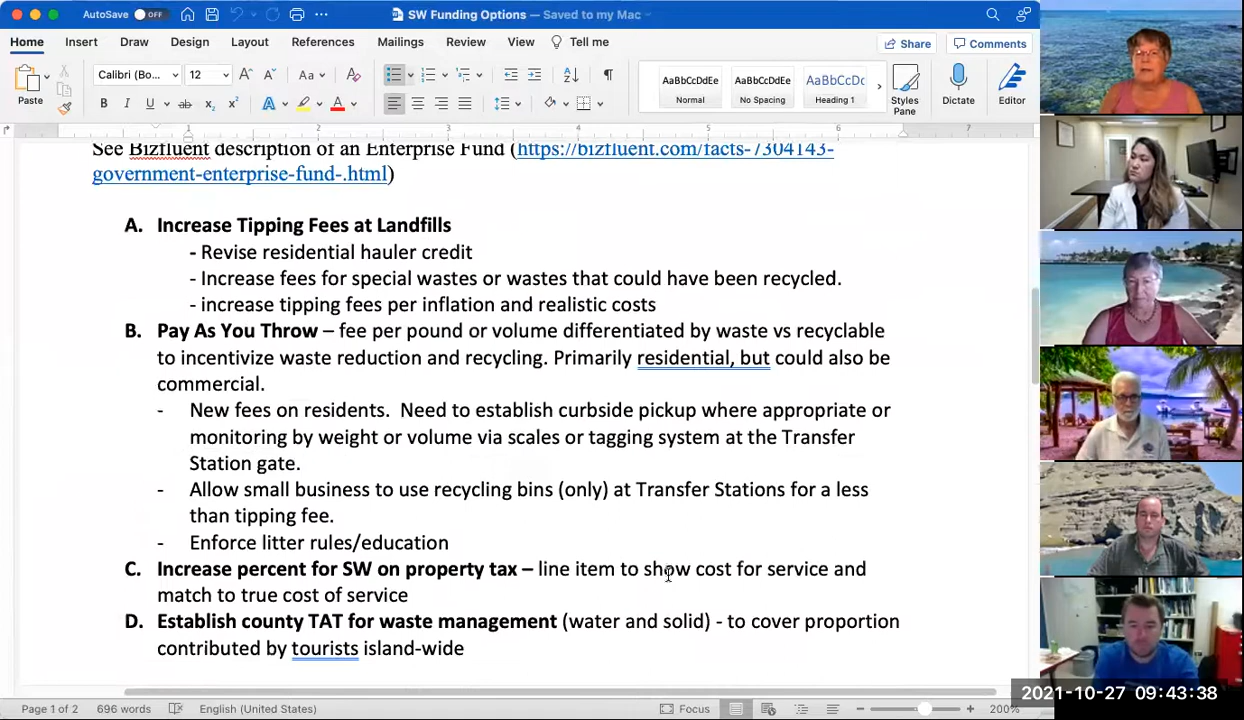 AutoSave OFF SW Funding Options — Saved to my Mac
Home Insert Draw Design Layout References Mailings Review View Tell me Share Comments
Paste Calibri (Bo... 12 AaBbCcDdEe Normal AaBbCcDdEe No Spacing AaBbCcDc Heading 1 Styles Pane Dictate Editor
1 2 3 4 5 6 7
See Bizfluent description of an Enterprise Fund (https://bizfluent.com/facts-7304143-
government-enterprise-fund-.html)
A. Increase Tipping Fees at Landfills
- Revise residential hauler credit
- Increase fees for special wastes or wastes that could have been recycled.
- increase tipping fees per inflation and realistic costs
B. Pay As You Throw – fee per pound or volume differentiated by waste vs recyclable
to incentivize waste reduction and recycling. Primarily residential, but could also be
commercial.
- New fees on residents. Need to establish curbside pickup where appropriate or
monitoring by weight or volume via scales or tagging system at the Transfer
Station gate.
- Allow small business to use recycling bins (only) at Transfer Stations for a less
than tipping fee.
- Enforce litter rules/education
C. Increase percent for SW on property tax – line item to show cost for service and
match to true cost of service
D. Establish county TAT for waste management (water and solid) - to cover proportion
contributed by tourists island-wide
Page 1 of 2 696 words English (United States) Focus 200%
2021-10-27 09:43:38